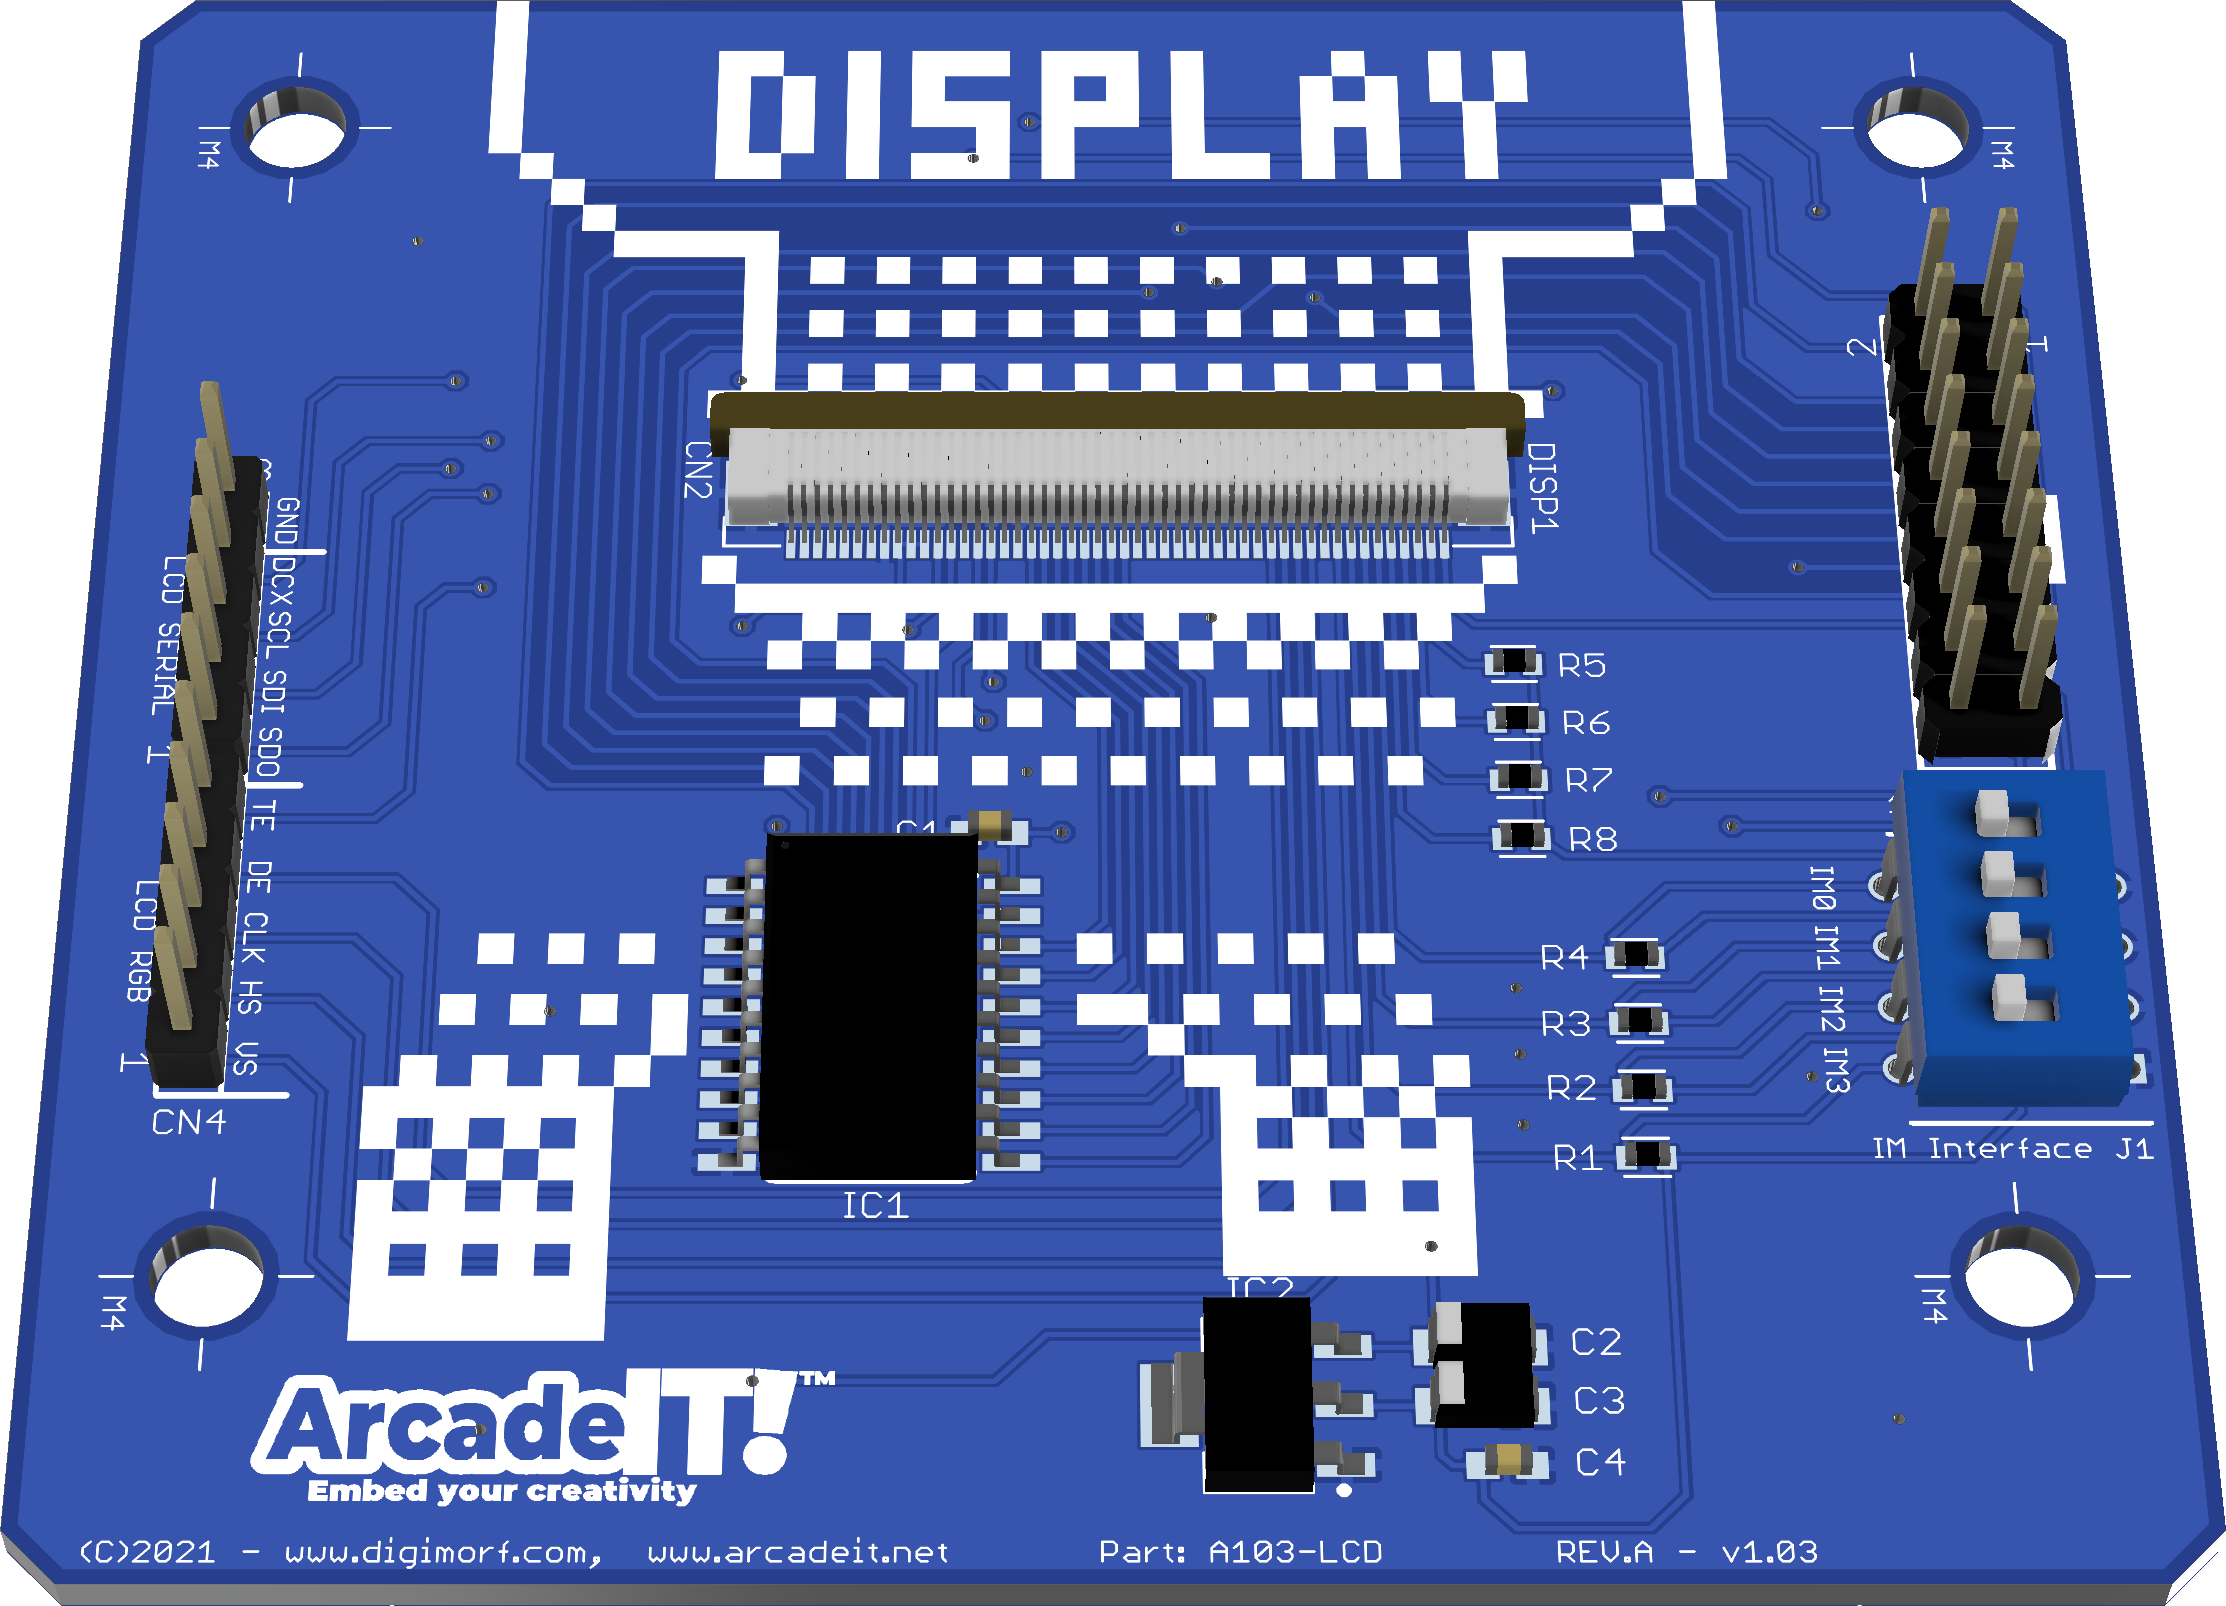 DISPLAY
M4
M4
2
1
CN2
DISP1
GND
DCX
SCL
SDI
SDO
TE
DE
CLK
HS
VS
LCD SERIAL
1
LCD RGB
1
CN4
R5
R6
R7
R8
C1
R4
R3
R2
R1
IM0
IM1
IM2
IM3
IM Interface J1
IC1
IC2
M4
M4
C2
C3
C4
ArcadeIT!™
Embed your creativity
(C)2021 - www.digimorf.com, www.arcadeit.net
Part: A103-LCD
REV.A - v1.03